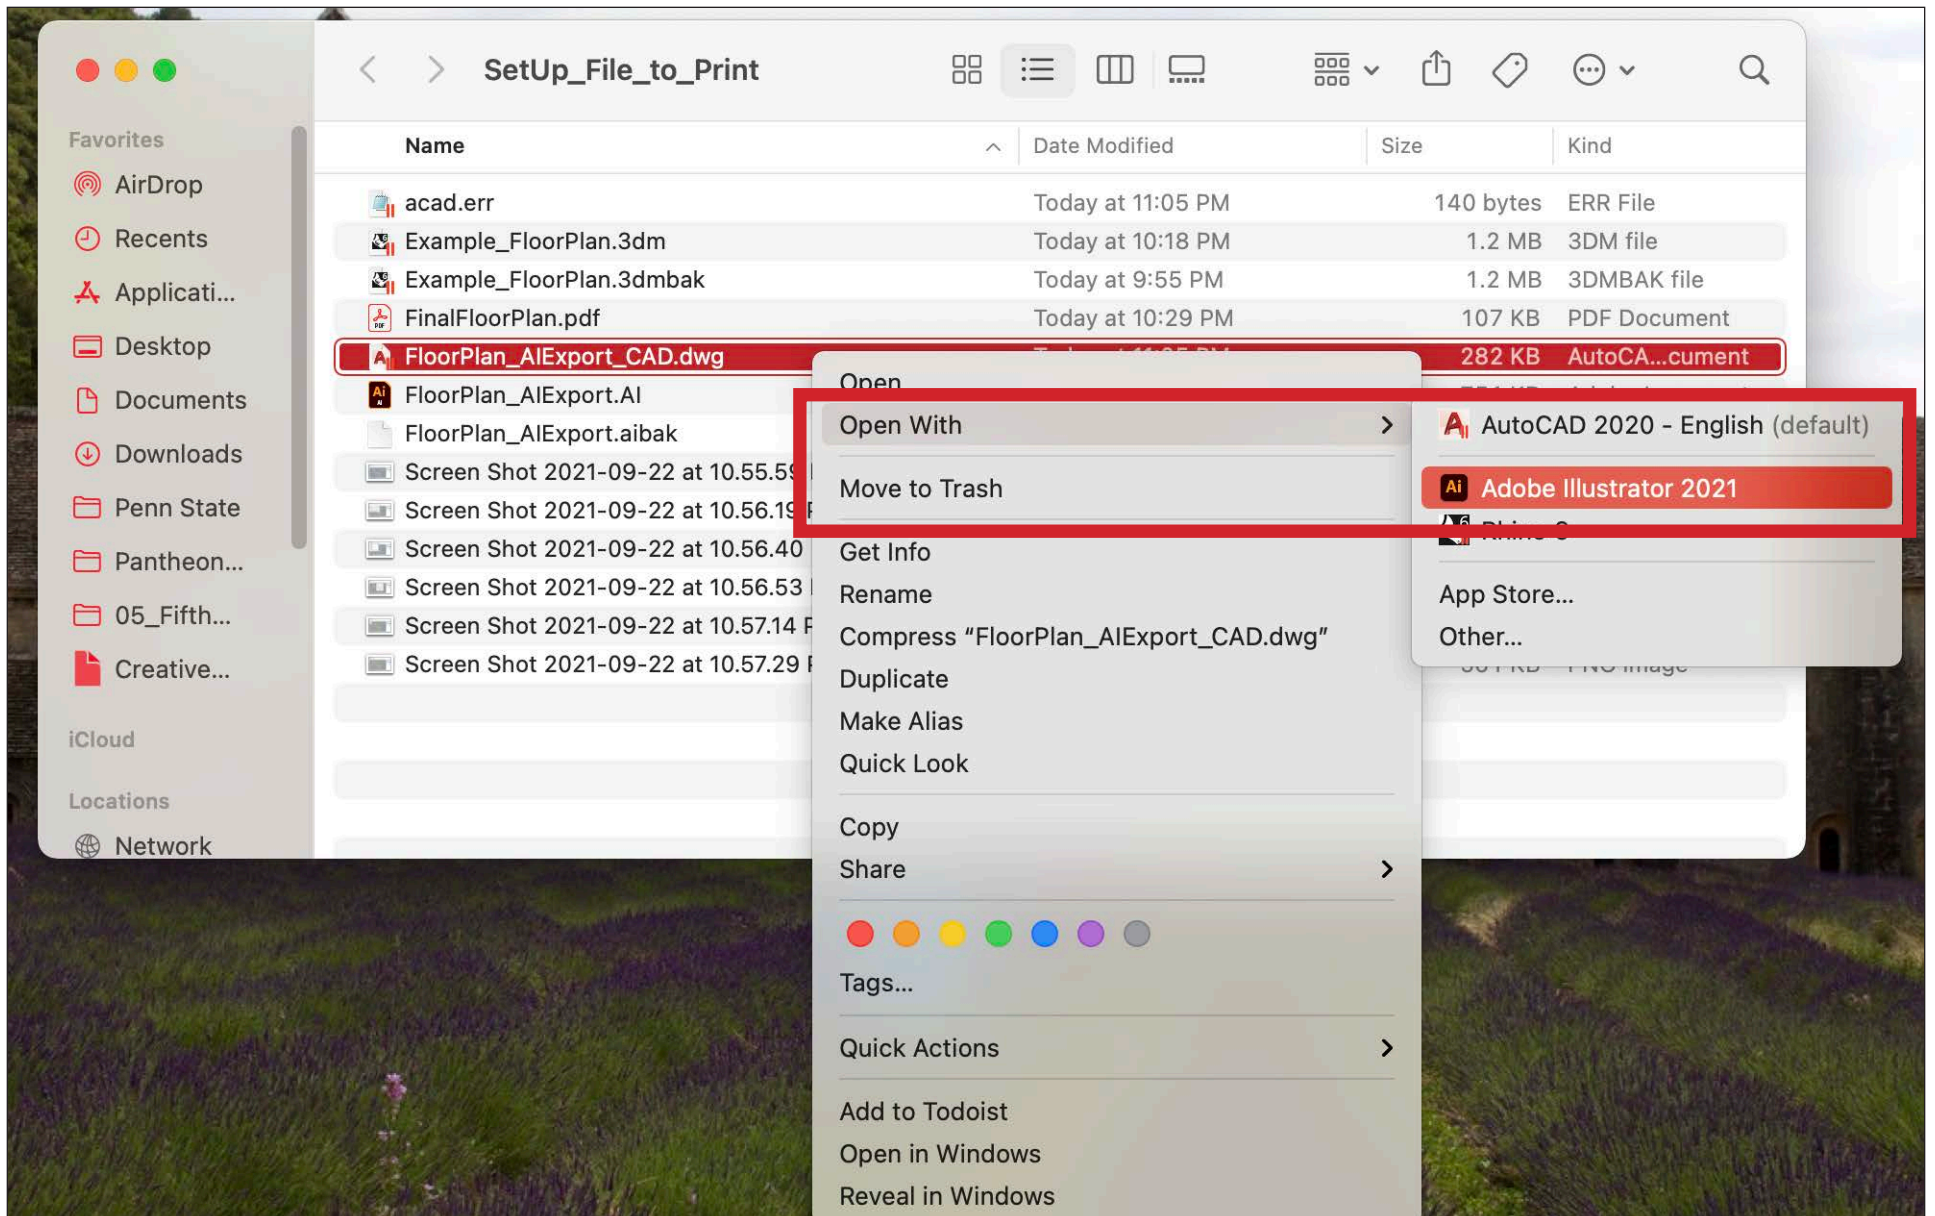 SetUp_File_to_Print
Favorites
AirDrop
Recents
Applicati...
Desktop
Documents
Downloads
Penn State
Pantheon...
05_Fifth...
Creative...
iCloud
Locations
Network
Name Date Modified Size Kind
acad.err Today at 11:05 PM 140 bytes ERR File
Example_FloorPlan.3dm Today at 10:18 PM 1.2 MB 3DM file
Example_FloorPlan.3dmbak Today at 9:55 PM 1.2 MB 3DMBAK file
FinalFloorPlan.pdf Today at 10:29 PM 107 KB PDF Document
FloorPlan_AIExport_CAD.dwg 282 KB AutoCA...cument
FloorPlan_AIExport.AI
FloorPlan_AIExport.aibak
Screen Shot 2021-09-22 at 10.55.59
Screen Shot 2021-09-22 at 10.56.19
Screen Shot 2021-09-22 at 10.56.40
Screen Shot 2021-09-22 at 10.56.53
Screen Shot 2021-09-22 at 10.57.14
Screen Shot 2021-09-22 at 10.57.29
Open
Open With
Move to Trash
Get Info
Rename
Compress “FloorPlan_AIExport_CAD.dwg”
Duplicate
Make Alias
Quick Look
Copy
Share
Tags...
Quick Actions
Add to Todoist
Open in Windows
Reveal in Windows
AutoCAD 2020 - English (default)
Adobe Illustrator 2021
App Store...
Other...